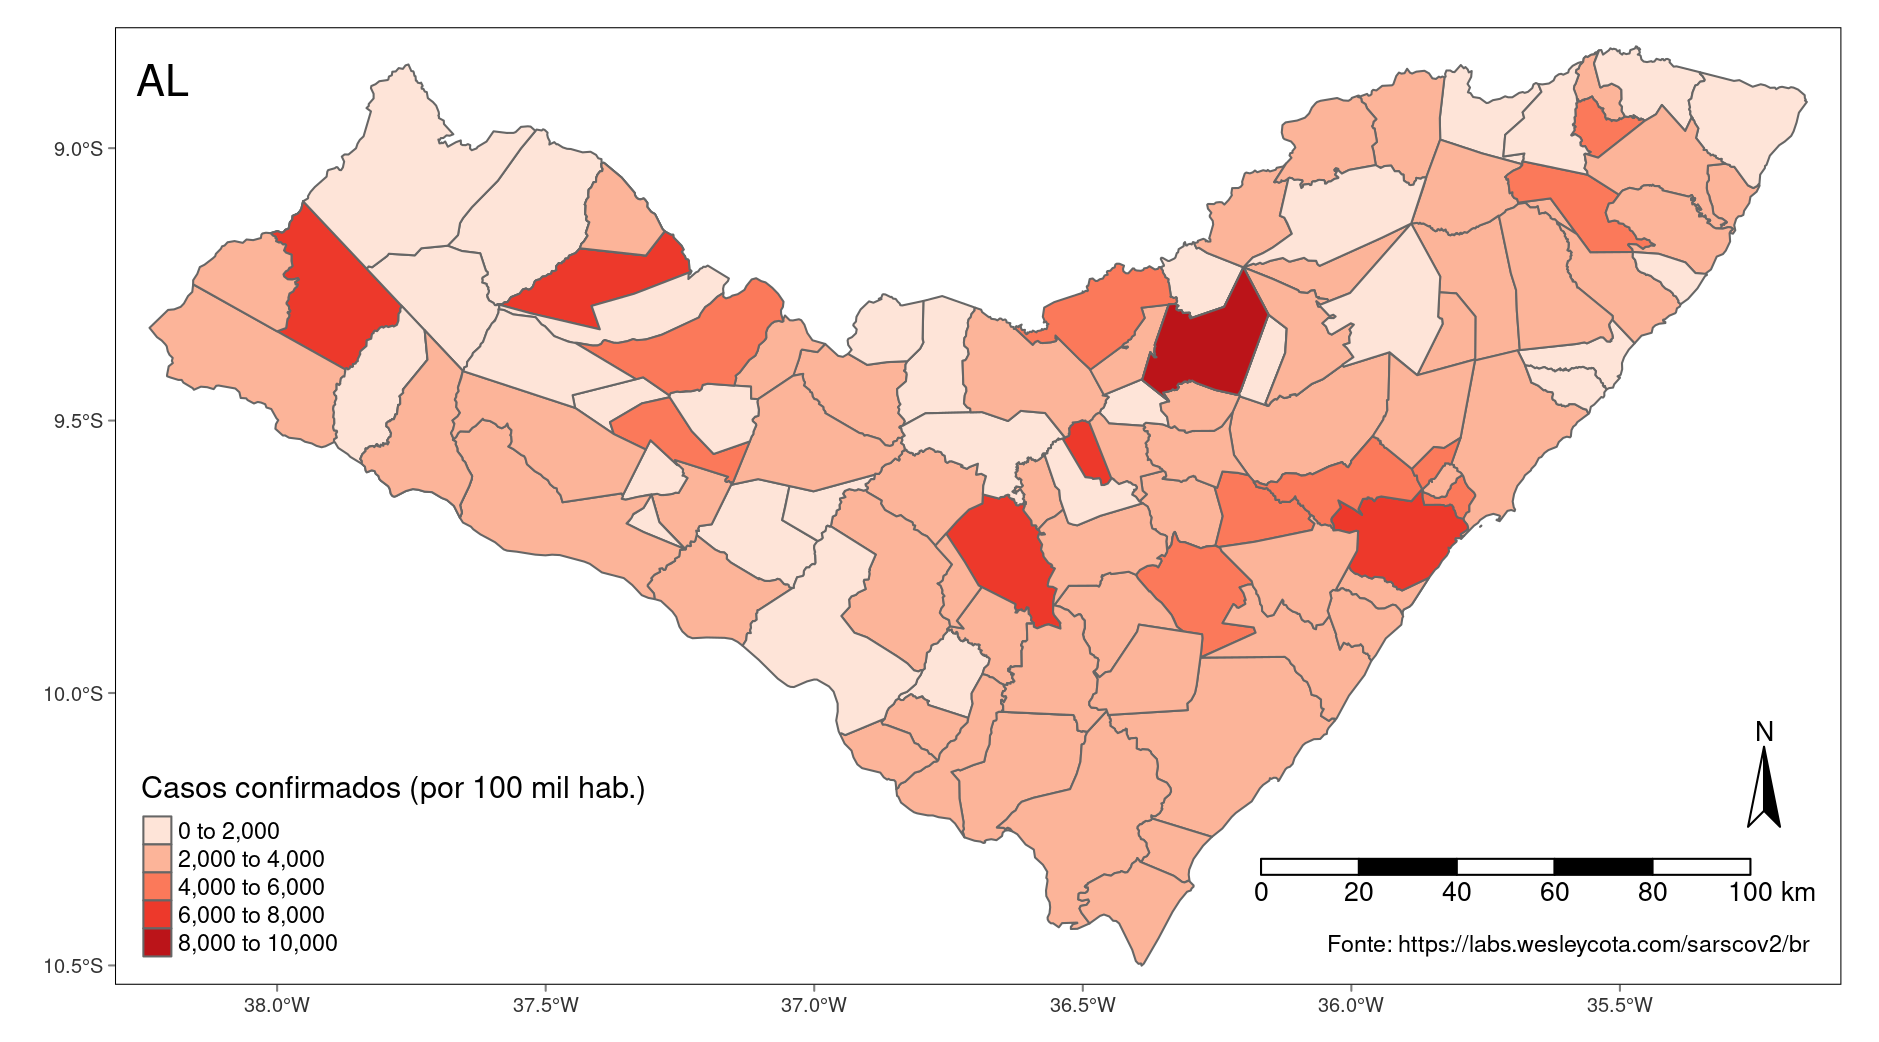 AL
9.0°S
9.5°S
10.0°S
10.5°S
N
Casos confirmados (por 100 mil hab.)
0 to 2,000
2,000 to 4,000
4,000 to 6,000
6,000 to 8,000
8,000 to 10,000
0 20 40 60 80 100 km
Fonte: https://labs.wesleycota.com/sarscov2/br
38.0°W 37.5°W 37.0°W 36.5°W 36.0°W 35.5°W